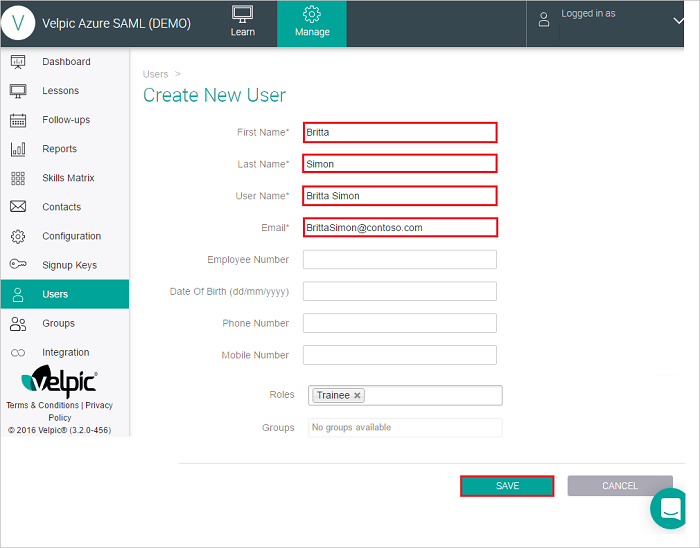 V
Velpic Azure SAML (DEMO)
Learn
Manage
Logged in as
Dashboard
Lessons
Follow-ups
Reports
Skills Matrix
Contacts
Configuration
Signup Keys
Users
Groups
Integration
velpic®
Terms & Conditions | Privacy
Policy
© 2016 Velpic® (3.2.0-456)
Users >
Create New User
First Name* Britta
Last Name* Simon
User Name* Britta Simon
Email* BrittaSimon@contoso.com
Employee Number
Date Of Birth (dd/mm/yyyy)
Phone Number
Mobile Number
Roles Trainee ×
Groups No groups available
SAVE
CANCEL